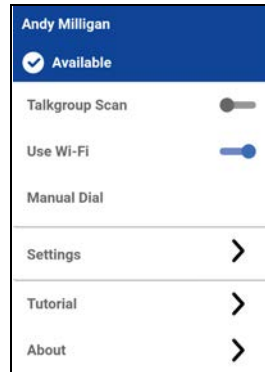 Andy Milligan
Available
Talkgroup Scan
Use Wi-Fi
Manual Dial
Settings
Tutorial
About